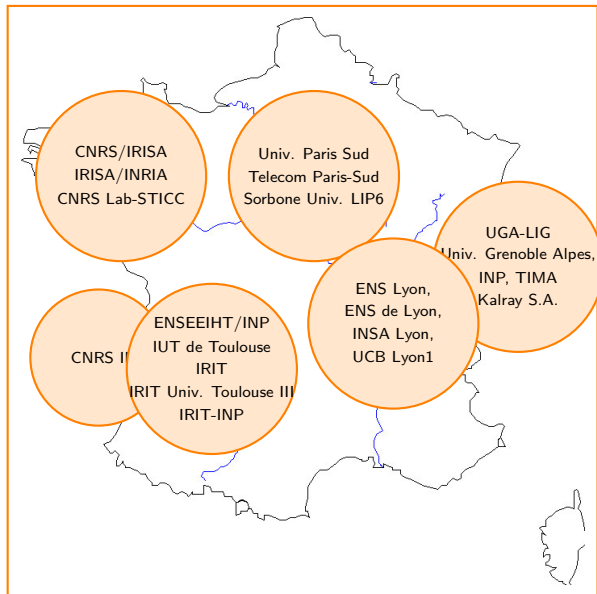 CNRS/IRISA
IRISA/INRIA
CNRS Lab-STICC
Univ. Paris Sud
Telecom Paris-Sud
Sorbone Univ. LIP6
UGA-LIG
Univ. Grenoble Alpes,
INP, TIMA
Kalray S.A.
ENS Lyon,
ENS de Lyon,
INSA Lyon,
UCB Lyon1
CNRS
ENSEEIHT/INP
IUT de Toulouse
IRIT
IRIT Univ. Toulouse III
IRIT-INP